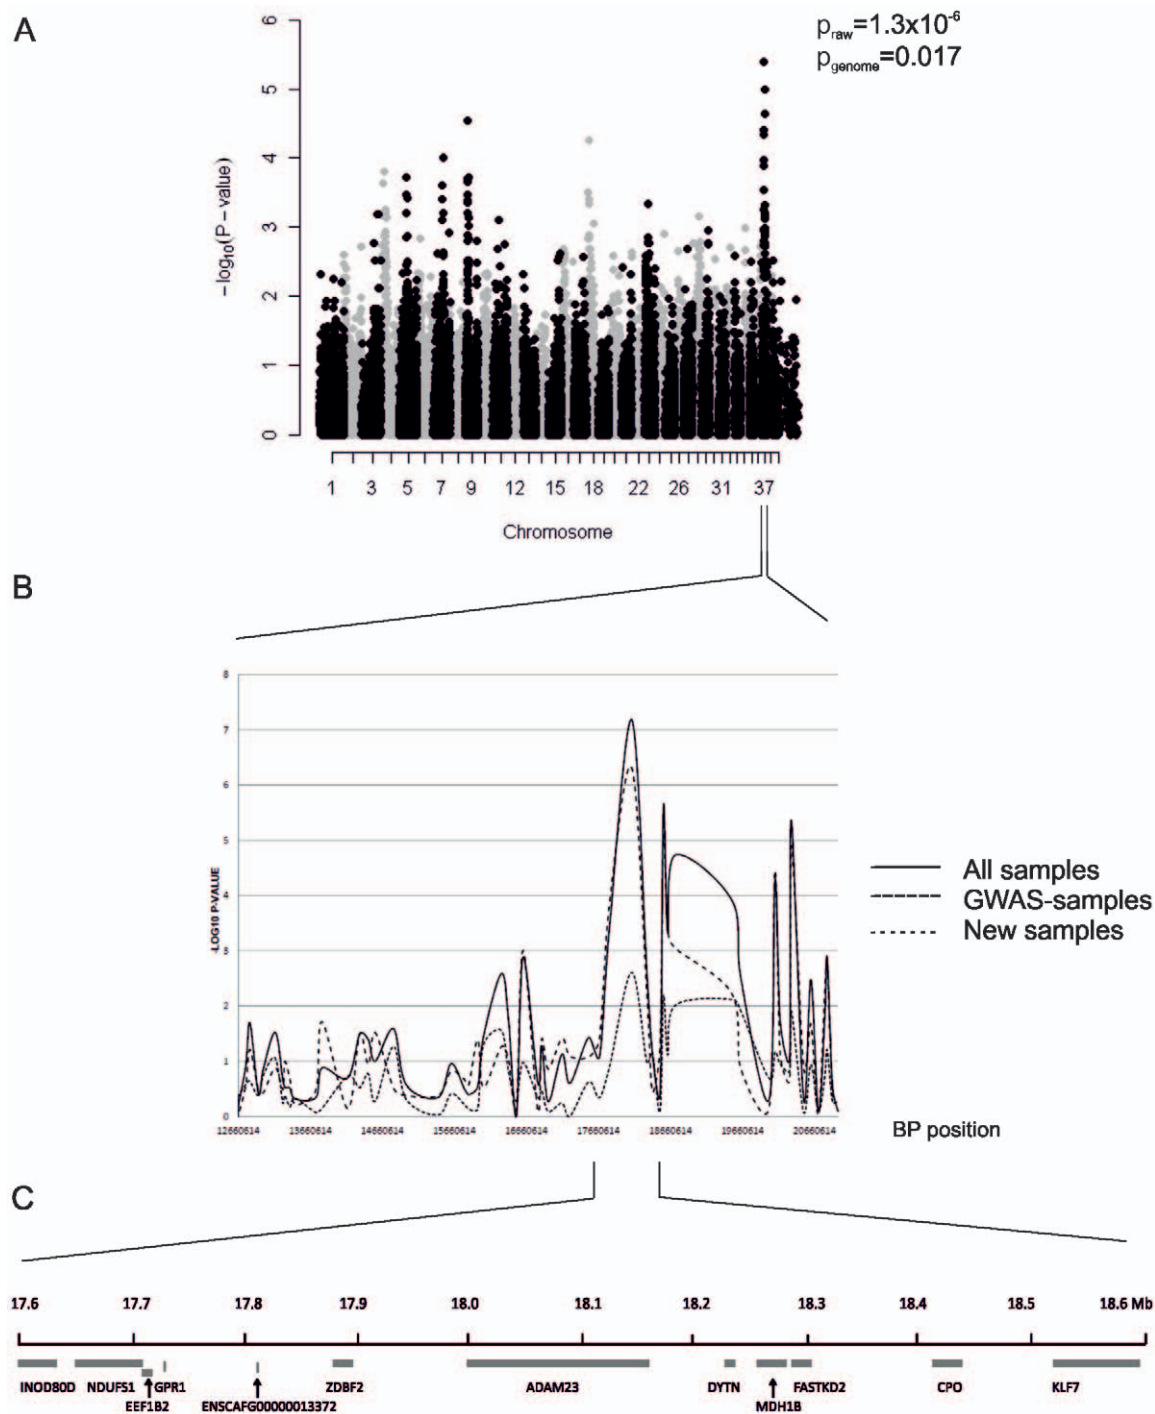 A
p_raw=1.3x10^-6
p_genome=0.017
6
5
4
3
2
1
0
-log10(P-value)
1 3 5 7 9 12 15 18 22 26 31 37
Chromosome
B
8
7
6
5
4
3
2
1
0
-LOG10 P-VALUE
12660614 13660614 14660614 15660614 16660614 17660614 18660614 19660614 20660614
BP position
All samples
GWAS-samples
New samples
C
17.6 17.7 17.8 17.9 18.0 18.1 18.2 18.3 18.4 18.5 18.6 Mb
INOD80D NDUFS1 GPR1 ZDBF2 ADAM23 DYTN FASTKD2 CPO KLF7
EEF1B2 ENSCAFG00000013372 MDH1B